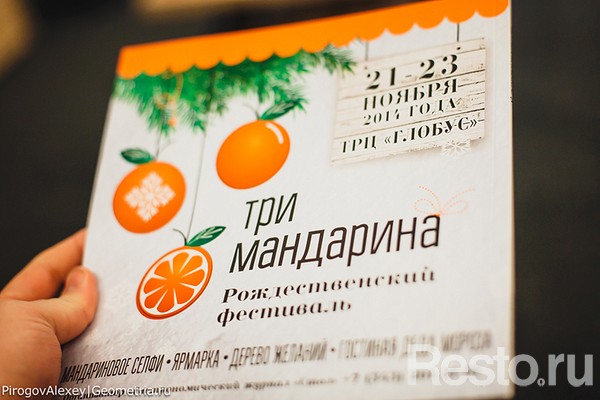 21-23
НОЯБРЯ
2014 ГОДА
ТРЦ «ГЛОБУС»
ТРИ
МАНДАРИНА
Рождественский
фестиваль
МАНДАРИНОВОЕ СЕЛФИ • ЯРМАРКА • ДЕРЕВО ЖЕЛАНИЙ • ГОСТИНАЯ ДЕДА МОРОЗА
журнал
Resto.ru
PirogovAlexey|Geometria.ru